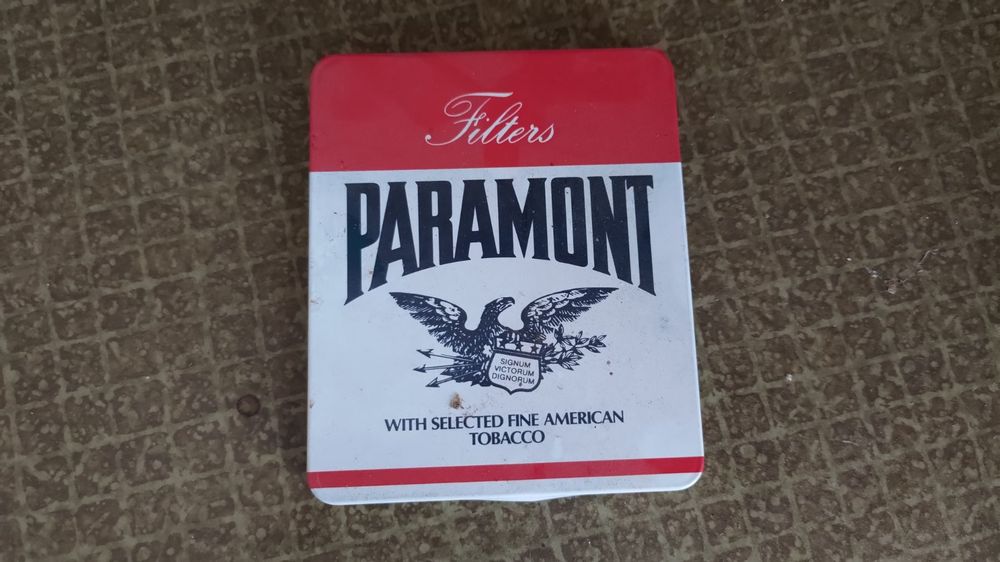 Filters
PARAMONT
SIGNUM
VICTORUM
DIGNORUM
WITH SELECTED FINE AMERICAN
TOBACCO